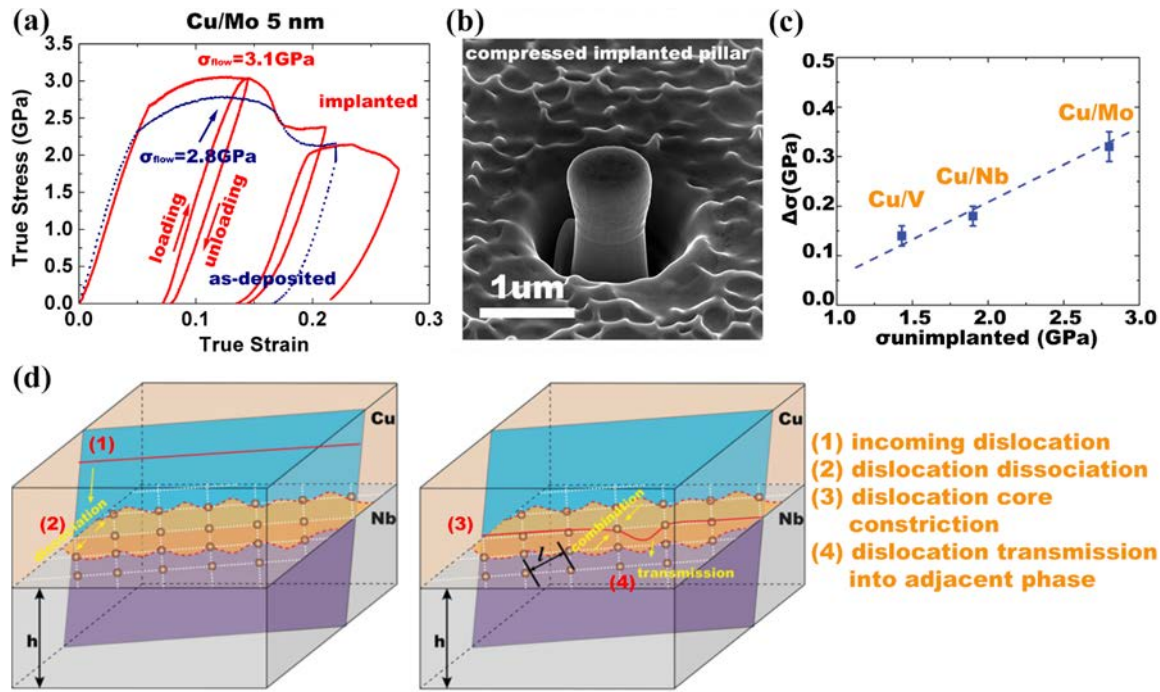 (a)
Cu/Mo 5 nm
3.5
3.0
2.5
2.0
1.5
1.0
0.5
0.0
True Stress (GPa)
σflow=3.1GPa
implanted
σflow=2.8GPa
loading
unloading
as-deposited
0.0 0.1 0.2 0.3
True Strain
(b)
compressed implanted pillar
1um
(c)
0.5
0.4
0.3
0.2
0.1
0.0
Δσ(GPa)
Cu/Mo
Cu/Nb
Cu/V
1.0 1.5 2.0 2.5 3.0
σunimplanted (GPa)
(d)
(1)
Cu
(2)
Nb
h
Cu
(3)
combination
Nb
l
(4)
transmission
h
(1) incoming dislocation
(2) dislocation dissociation
(3) dislocation core
constriction
(4) dislocation transmission
into adjacent phase